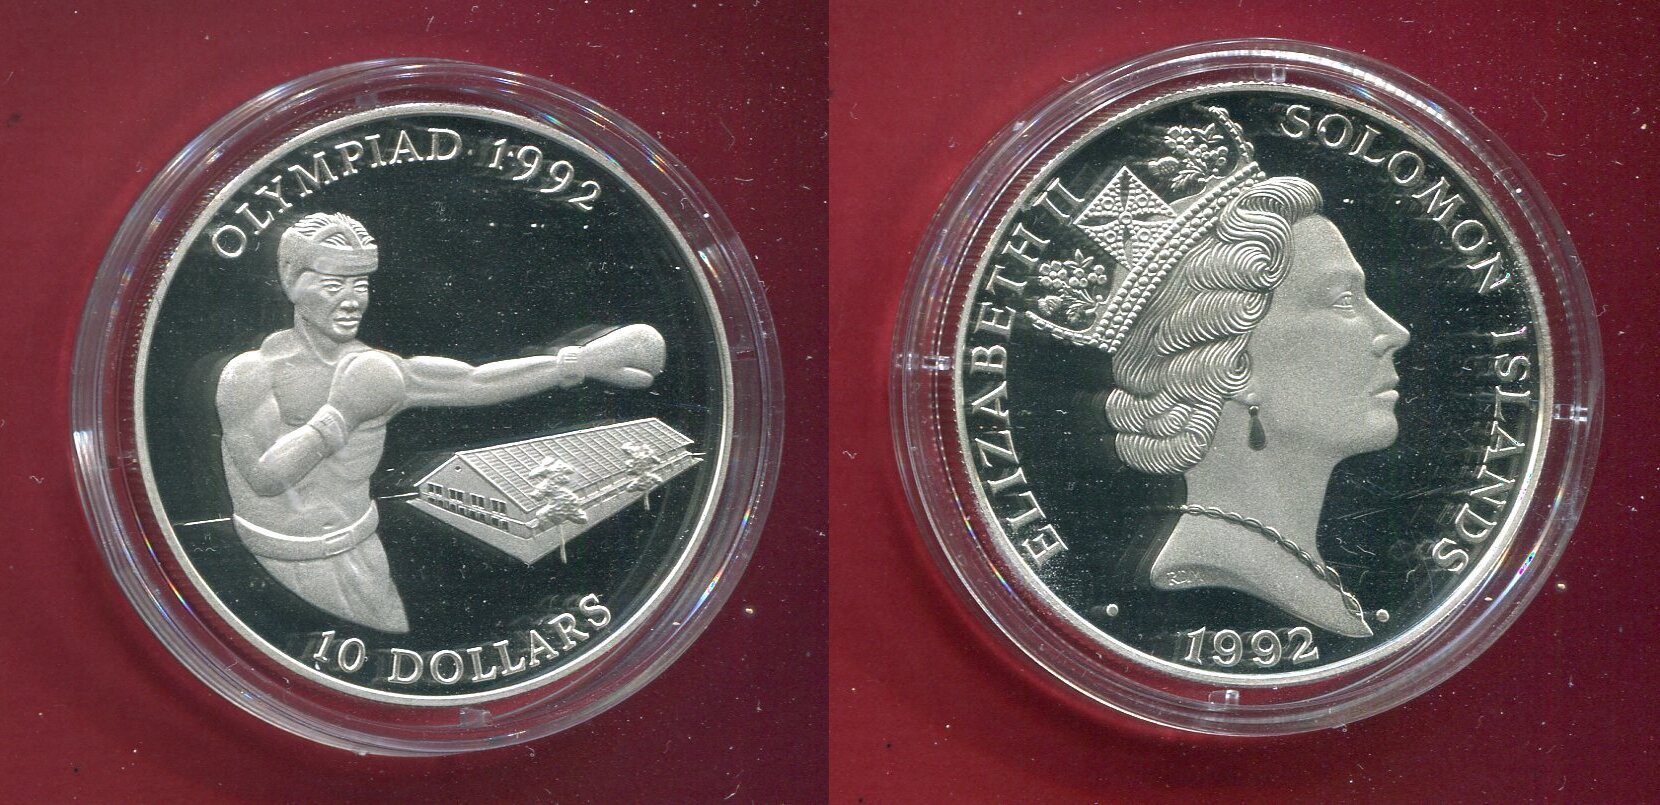 OLYMPIAD 1992
10 DOLLARS
ELIZABETH II
SOLOMON ISLANDS
1992